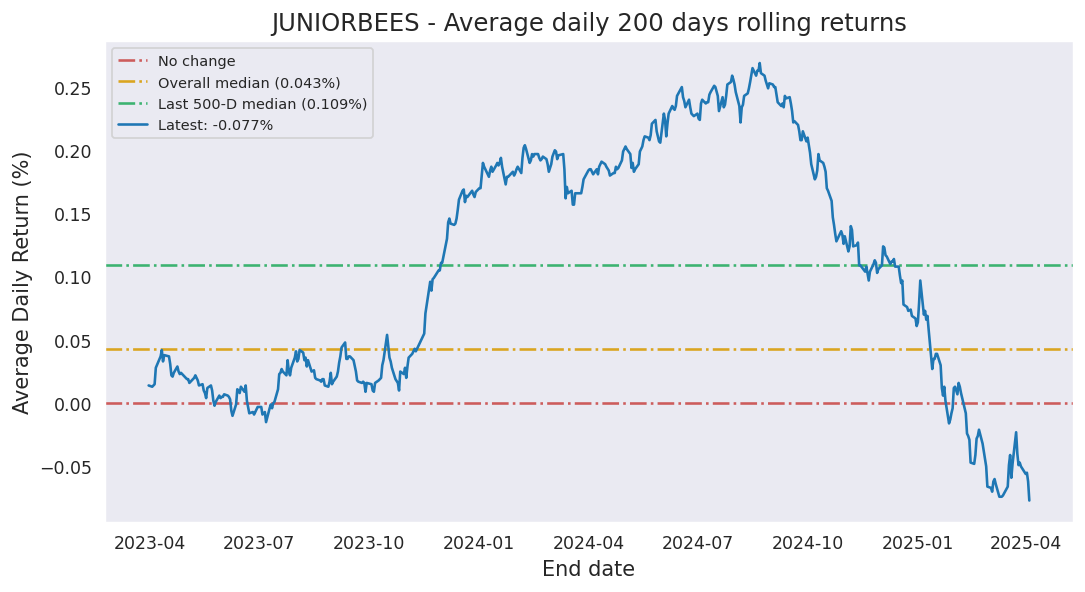 JUNIORBEES - Average daily 200 days rolling returns
No change
Overall median (0.043%)
Last 500-D median (0.109%)
Latest: -0.077%
Average Daily Return (%)
0.25
0.20
0.15
0.10
0.05
0.00
−0.05
2023-04 2023-07 2023-10 2024-01 2024-04 2024-07 2024-10 2025-01 2025-04
End date